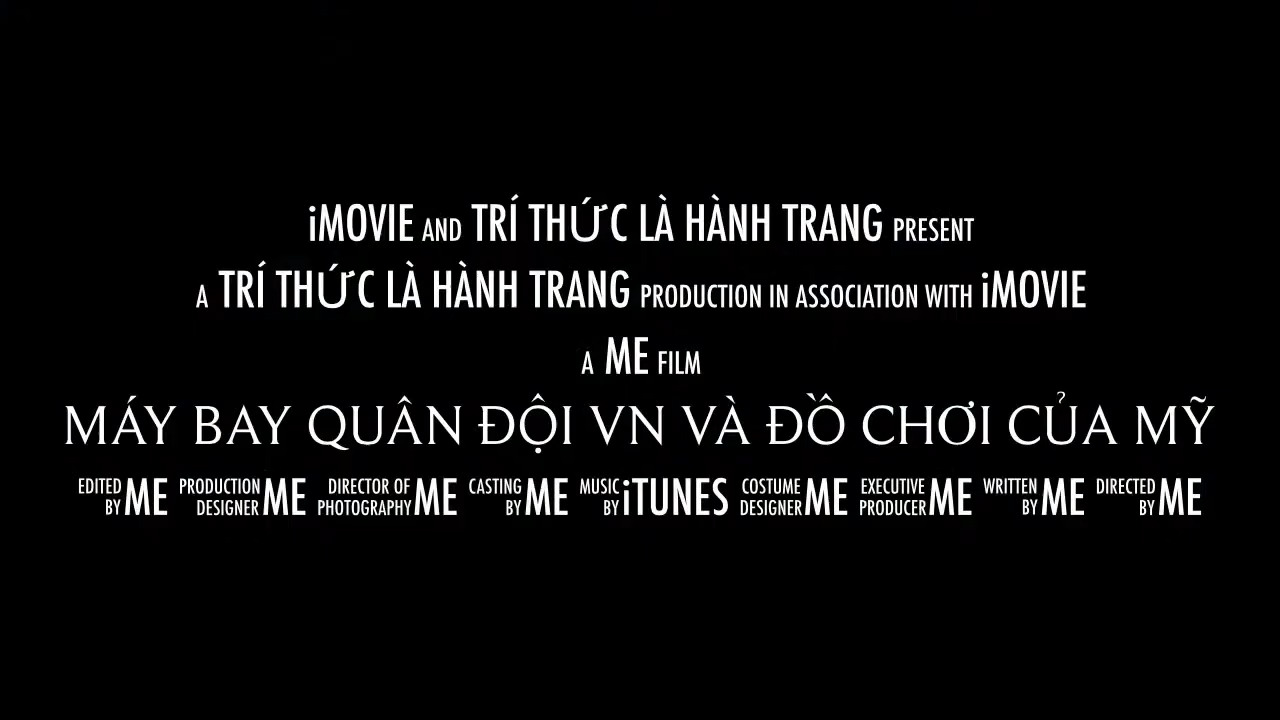 iMOVIE AND TRÍ THỨC LÀ HÀNH TRANG PRESENT
A TRÍ THỨC LÀ HÀNH TRANG PRODUCTION IN ASSOCIATION WITH iMOVIE
A ME FILM
MÁY BAY QUÂN ĐỘI VN VÀ ĐỒ CHƠI CỦA MỸ
EDITED BY ME PRODUCTION DESIGNER ME DIRECTOR OF PHOTOGRAPHY ME CASTING BY ME MUSIC BY iTUNES COSTUME DESIGNER ME EXECUTIVE PRODUCER ME WRITTEN BY ME DIRECTED BY ME